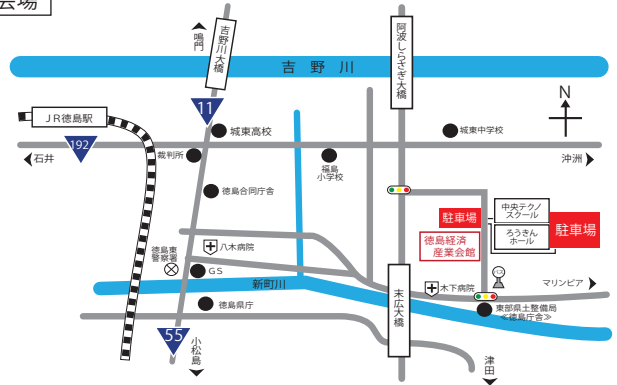 会場
鳴門
吉野川大橋
阿波しらさぎ大橋
吉野川
N
11
JR徳島駅
192
城東高校
城東中学校
石井
裁判所
福島
小学校
沖洲
徳島合同庁舎
駐車場
中央テクノ
スクール
ろうきん
ホール
駐車場
徳島経済
産業会館
徳島東
警察署
八木病院
GS
バス
新町川
木下病院
マリンピア
徳島県庁
末広大橋
東部県土整備局
≪徳島庁舎≫
55
小松島
津田